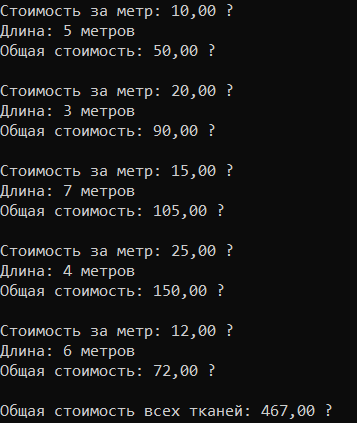 Стоимость за метр: 10,00 ?
Длина: 5 метров
Общая стоимость: 50,00 ?
Стоимость за метр: 20,00 ?
Длина: 3 метров
Общая стоимость: 90,00 ?
Стоимость за метр: 15,00 ?
Длина: 7 метров
Общая стоимость: 105,00 ?
Стоимость за метр: 25,00 ?
Длина: 4 метров
Общая стоимость: 150,00 ?
Стоимость за метр: 12,00 ?
Длина: 6 метров
Общая стоимость: 72,00 ?
Общая стоимость всех тканей: 467,00 ?